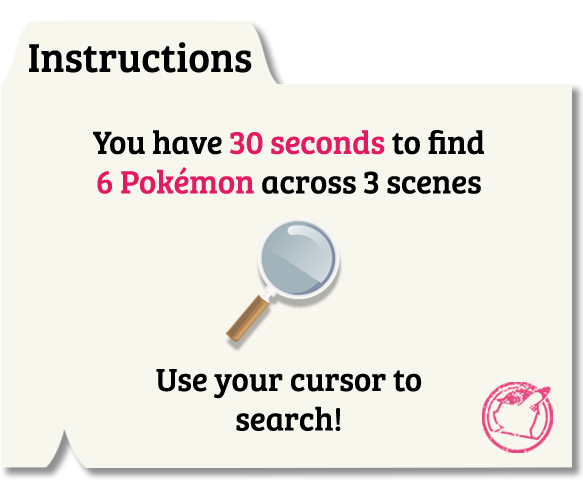 Instructions
You have 30 seconds to find
6 Pokémon across 3 scenes
Use your cursor to
search!